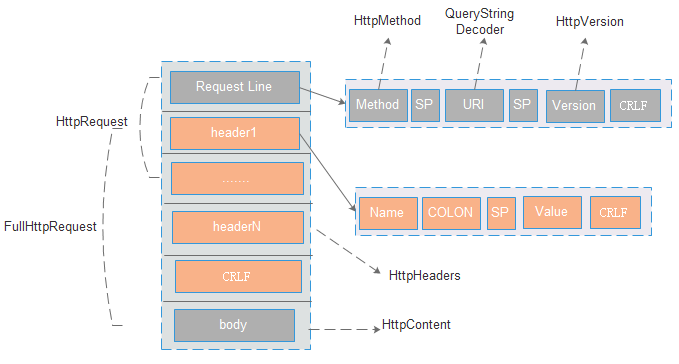 HttpMethod
QueryString
Decoder
HttpVersion
Request Line
Method SP URI SP Version CRLF
HttpRequest
header1
.......
Name COLON SP Value CRLF
FullHttpRequest
headerN
HttpHeaders
CRLF
body
HttpContent